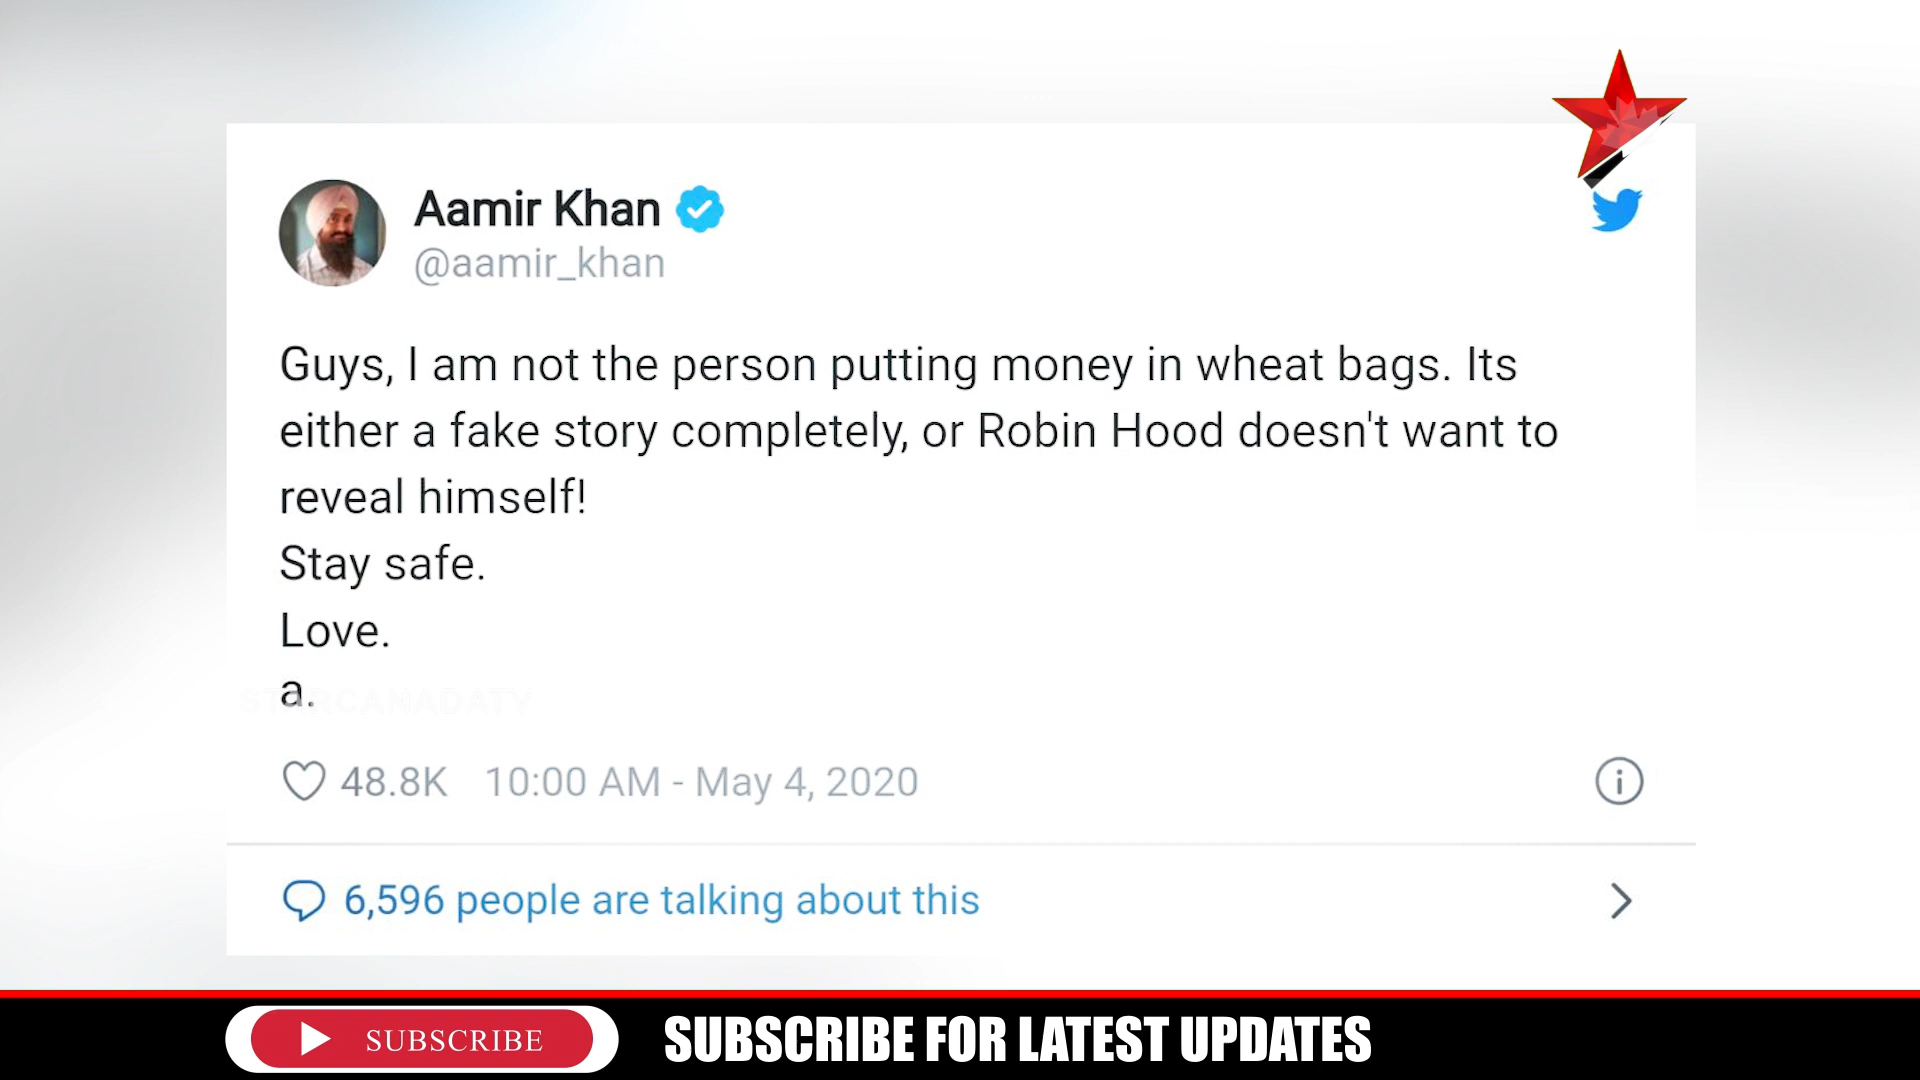 Aamir Khan
@aamir_khan
Guys, I am not the person putting money in wheat bags. Its
either a fake story completely, or Robin Hood doesn't want to
reveal himself!
Stay safe.
Love.
a.
STARCANADATV
48.8K 10:00 AM - May 4, 2020
6,596 people are talking about this
SUBSCRIBE
SUBSCRIBE FOR LATEST UPDATES